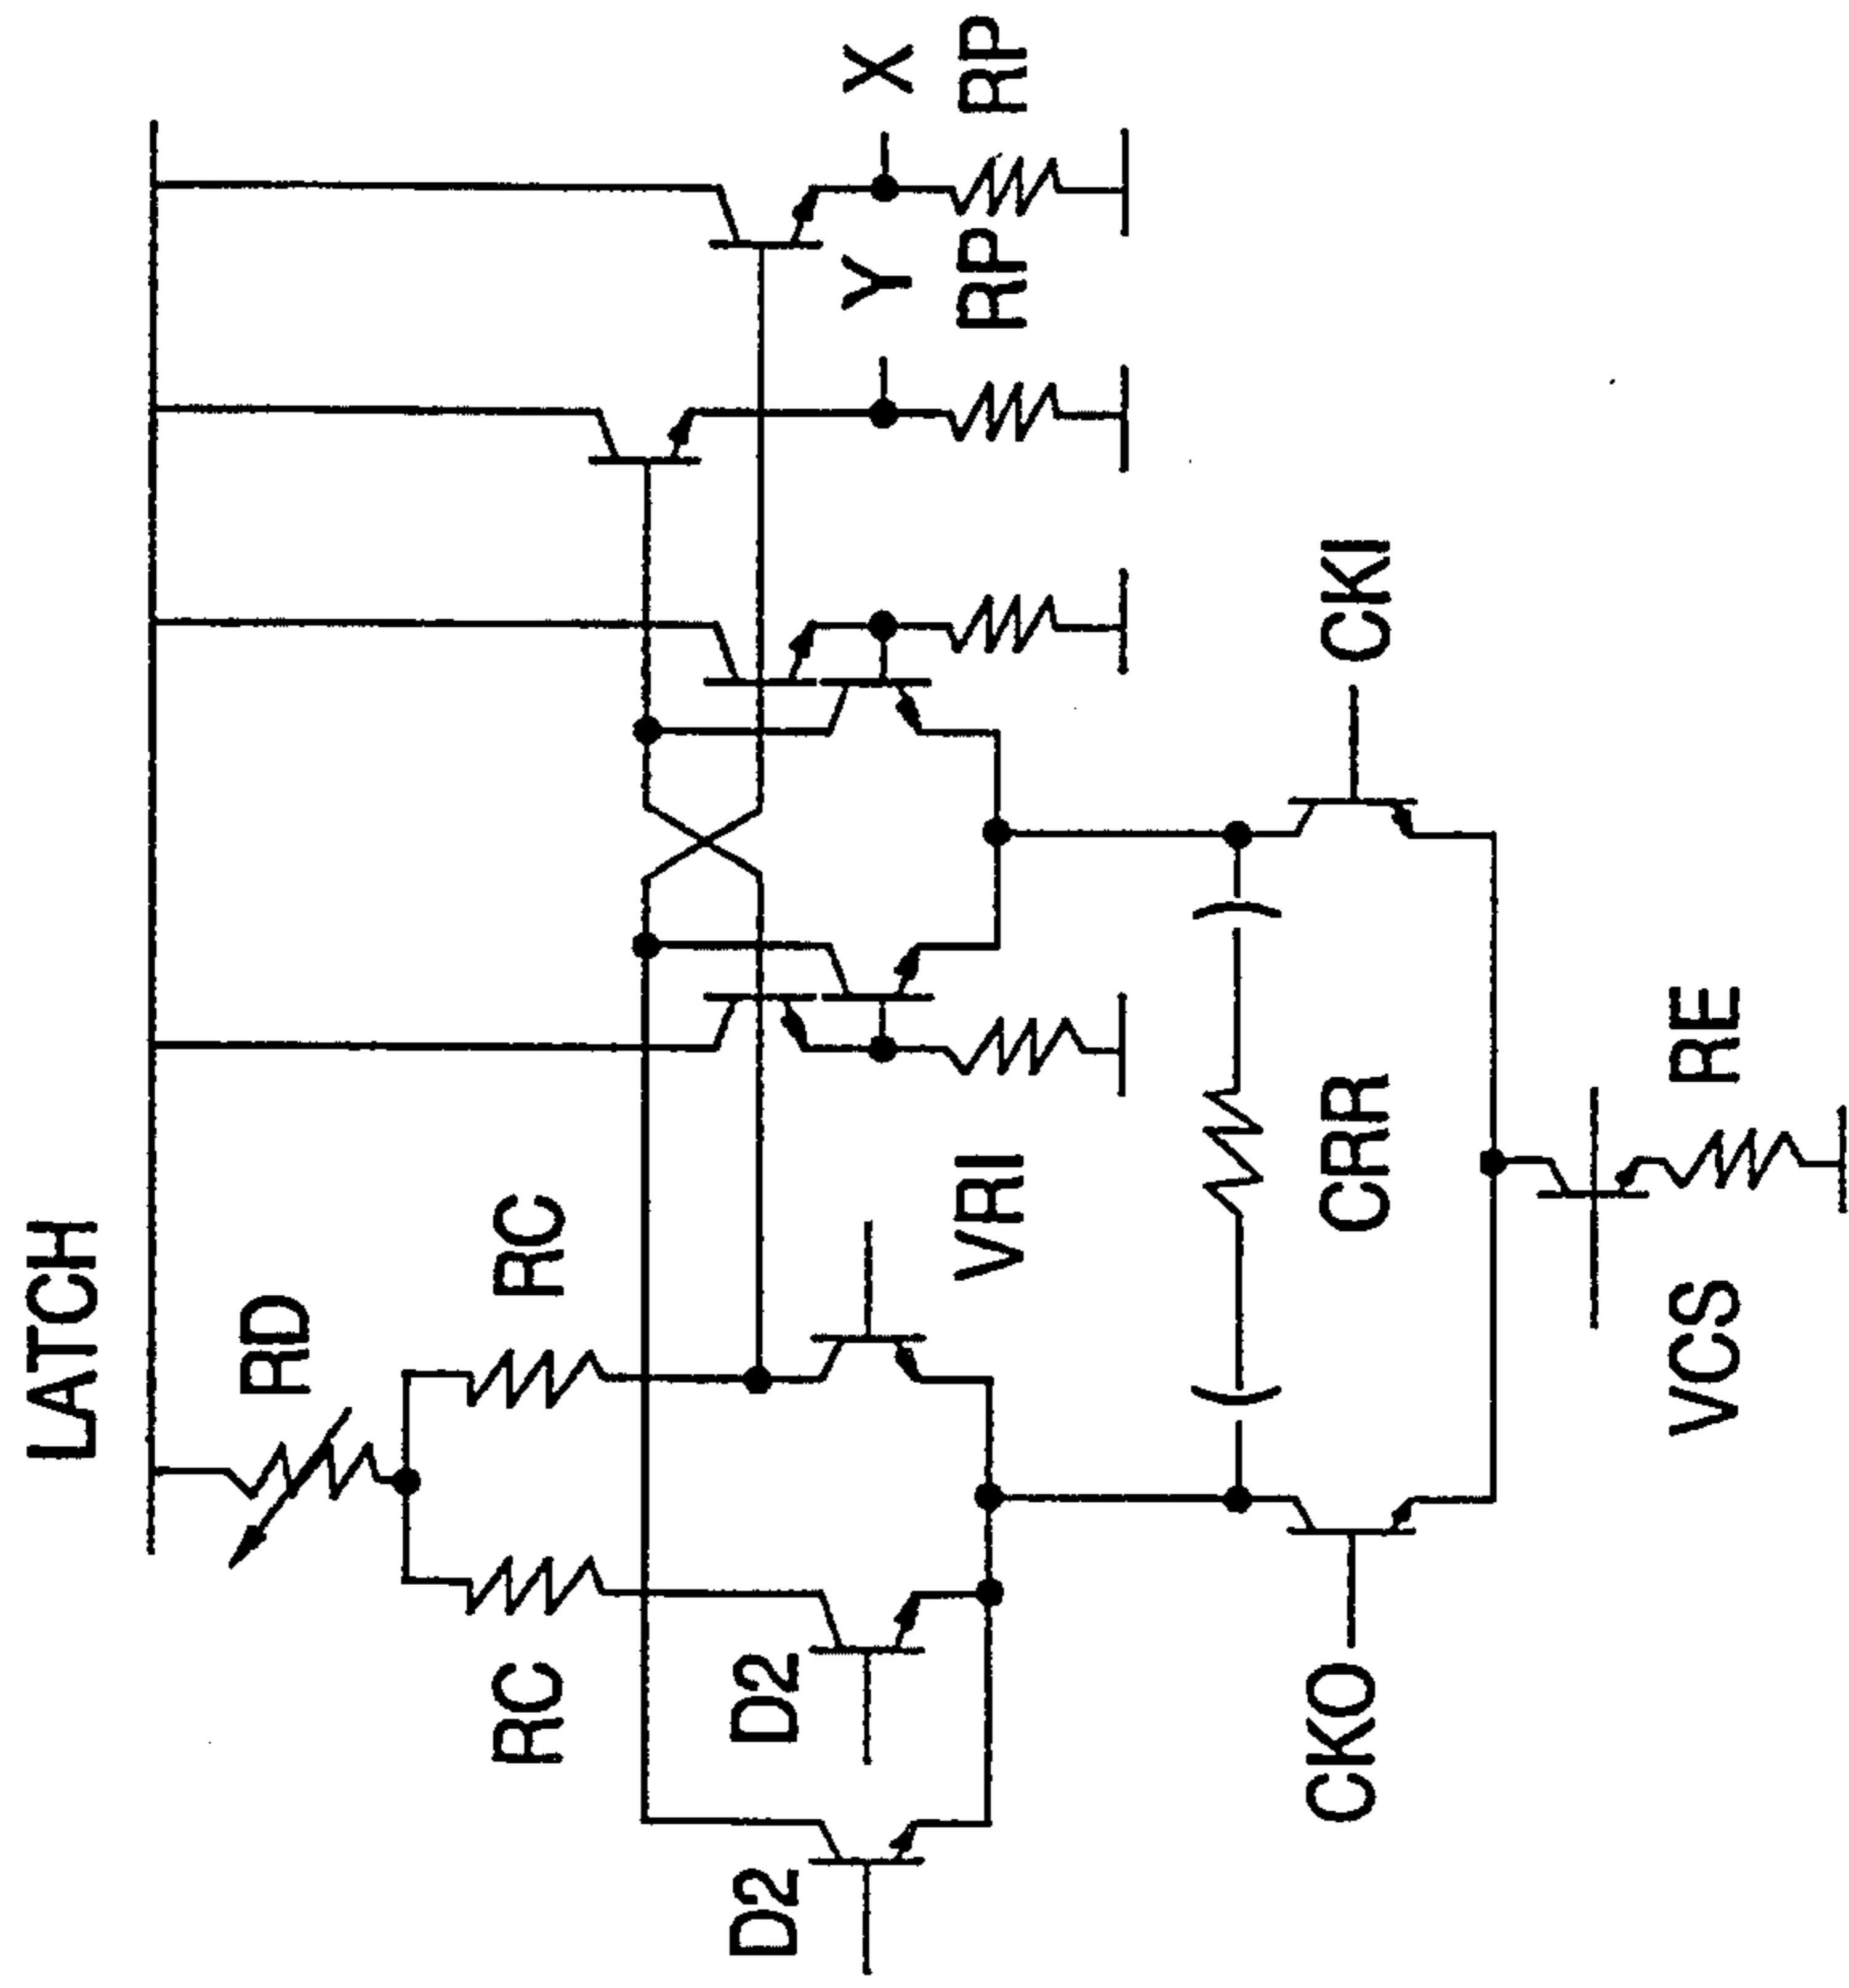 LATCH
RD
RC
RC
D2
D2
VRI
X
Y
RP
RP
CRR
CKO
CKI
VCS
RE